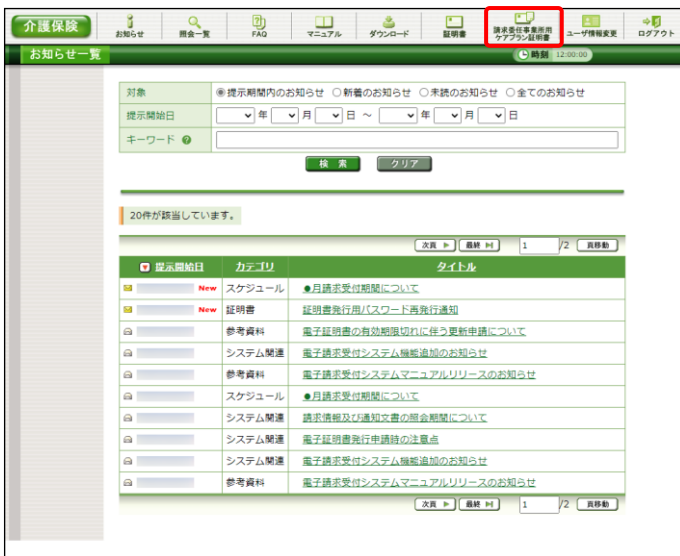 介護保険
お知らせ 照会一覧 FAQ マニュアル ダウンロード 証明書 請求委任事業所用 ケアプラン証明書 ユーザ情報変更 ログアウト
お知らせ一覧 時刻 12:00:00
対象 提示期間内のお知らせ 新着のお知らせ 未読のお知らせ 全てのお知らせ
提示開始日 年 月 日 ～ 年 月 日
キーワード ?
検索 クリア
20件が該当しています。
次頁 最終 1 /2 頁移動
提示開始日 カテゴリ タイトル
New スケジュール ●月請求受付期間について
New 証明書 証明書発行用パスワード再発行通知
参考資料 電子証明書の有効期限切れに伴う更新申請について
システム関連 電子請求受付システム機能追加のお知らせ
参考資料 電子請求受付システムマニュアルリリースのお知らせ
スケジュール ●月請求受付期間について
システム関連 請求情報及び通知文書の照会期間について
システム関連 電子証明書発行申請時の注意点
システム関連 電子請求受付システム機能追加のお知らせ
参考資料 電子請求受付システムマニュアルリリースのお知らせ
次頁 最終 1 /2 頁移動